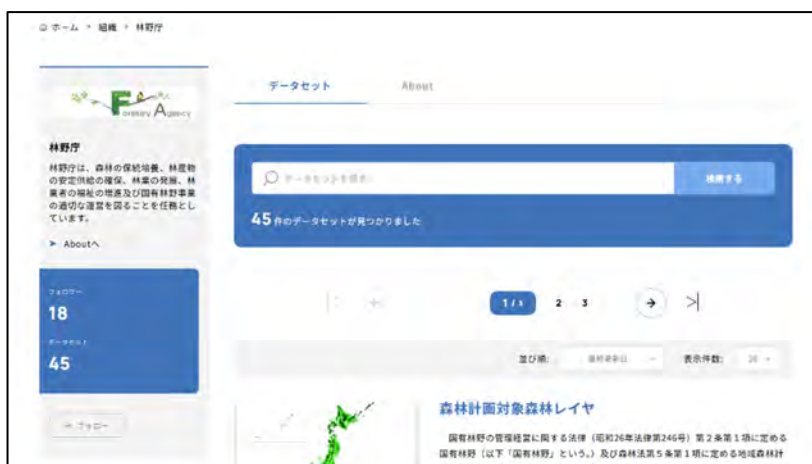 ホーム > 組織 > 林野庁
データセット
About
Forestry Agency
林野庁
林野庁は、森林の保続培養、林産物
の安定供給の確保、林業の発展、林
業者の福祉の増進及び国有林野事業
の適切な運営を図ることを任務とし
ています。
➤ Aboutへ
検索する
45 件のデータセットが見つかりました
フォロワー
18
データセット
45
+ フォロー
2 3
並び順: 最終更新日
表示件数: 20
森林計画対象森林レイヤ
国有林野の管理経営に関する法律（昭和26年法律第246号）第２条第１項に定める
国有林野（以下「国有林野」という。）及び森林法第５条第１項に定める地域森林計